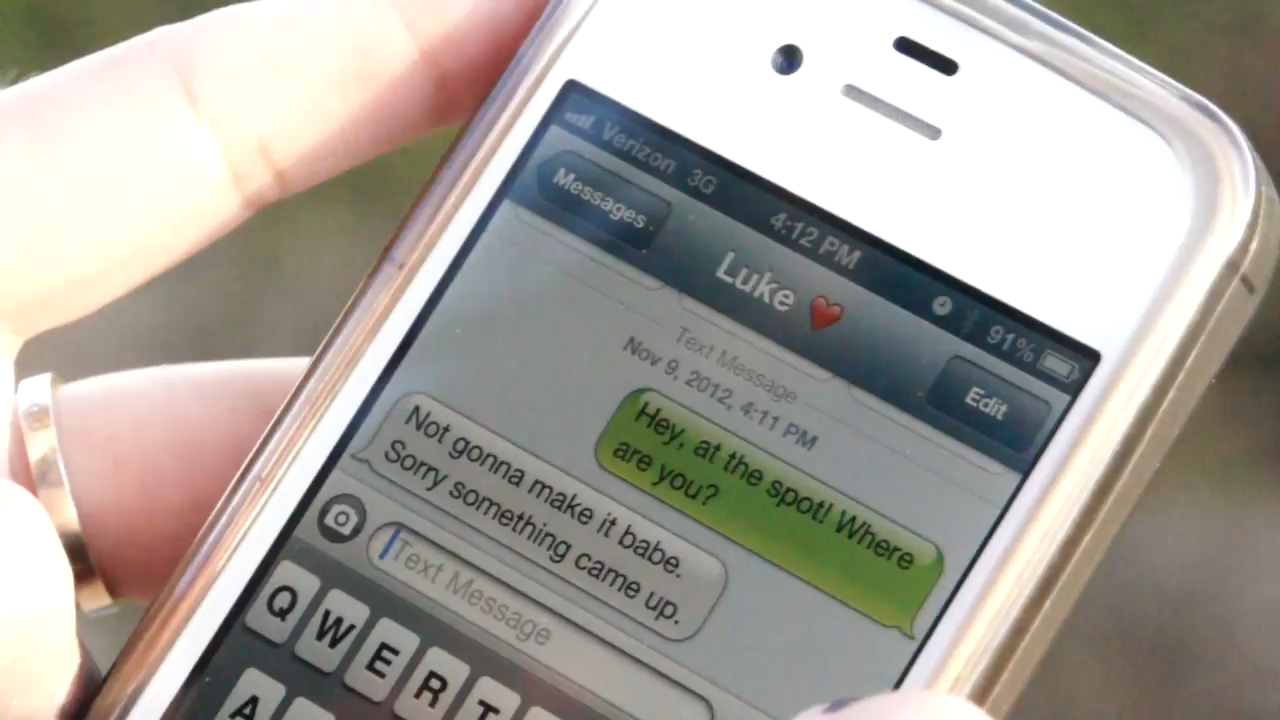 Verizon 3G 4:12 PM 91%
Messages Luke ❤️ Edit
Text Message
Nov 9, 2012, 4:11 PM
Hey, at the spot! Where
are you?
Not gonna make it babe.
Sorry something came up.
Text Message
Q W E R T
A